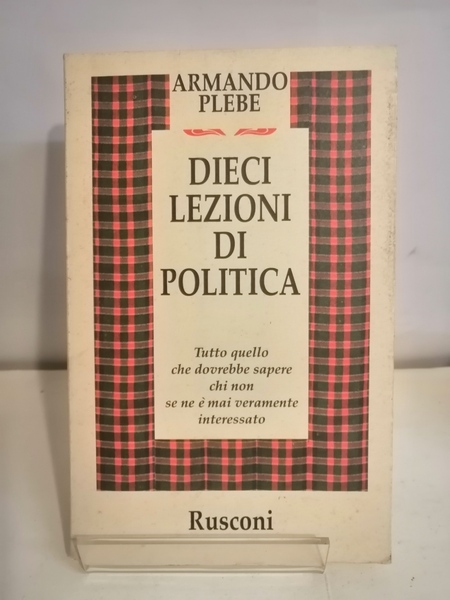 ARMANDO
PLEBE
DIECI
LEZIONI
DI
POLITICA
Tutto quello
che dovrebbe sapere
chi non
se ne è mai veramente
interessato
Rusconi